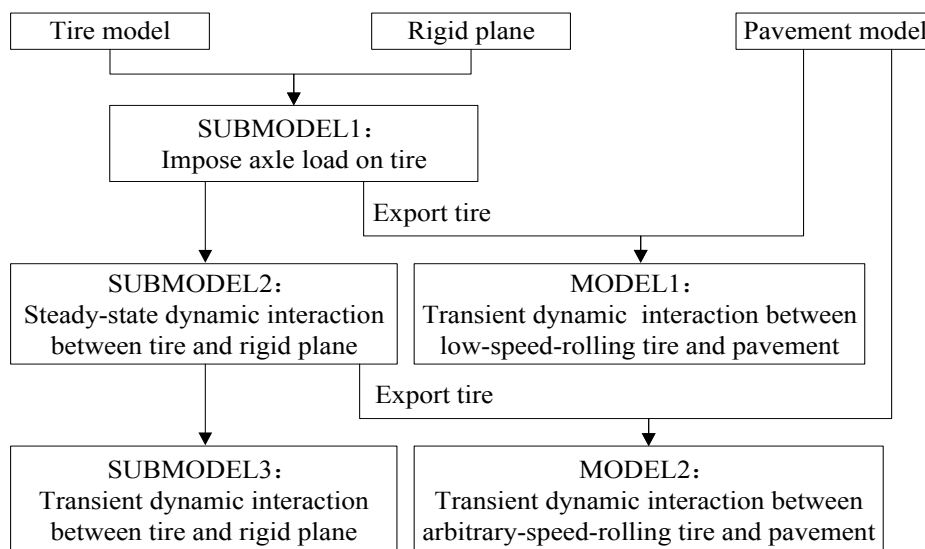 Tire model
Rigid plane
Pavement model
SUBMODEL1：
Impose axle load on tire
Export tire
SUBMODEL2：
Steady-state dynamic interaction
between tire and rigid plane
MODEL1：
Transient dynamic interaction between
low-speed-rolling tire and pavement
Export tire
SUBMODEL3：
Transient dynamic interaction
between tire and rigid plane
MODEL2：
Transient dynamic interaction between
arbitrary-speed-rolling tire and pavement